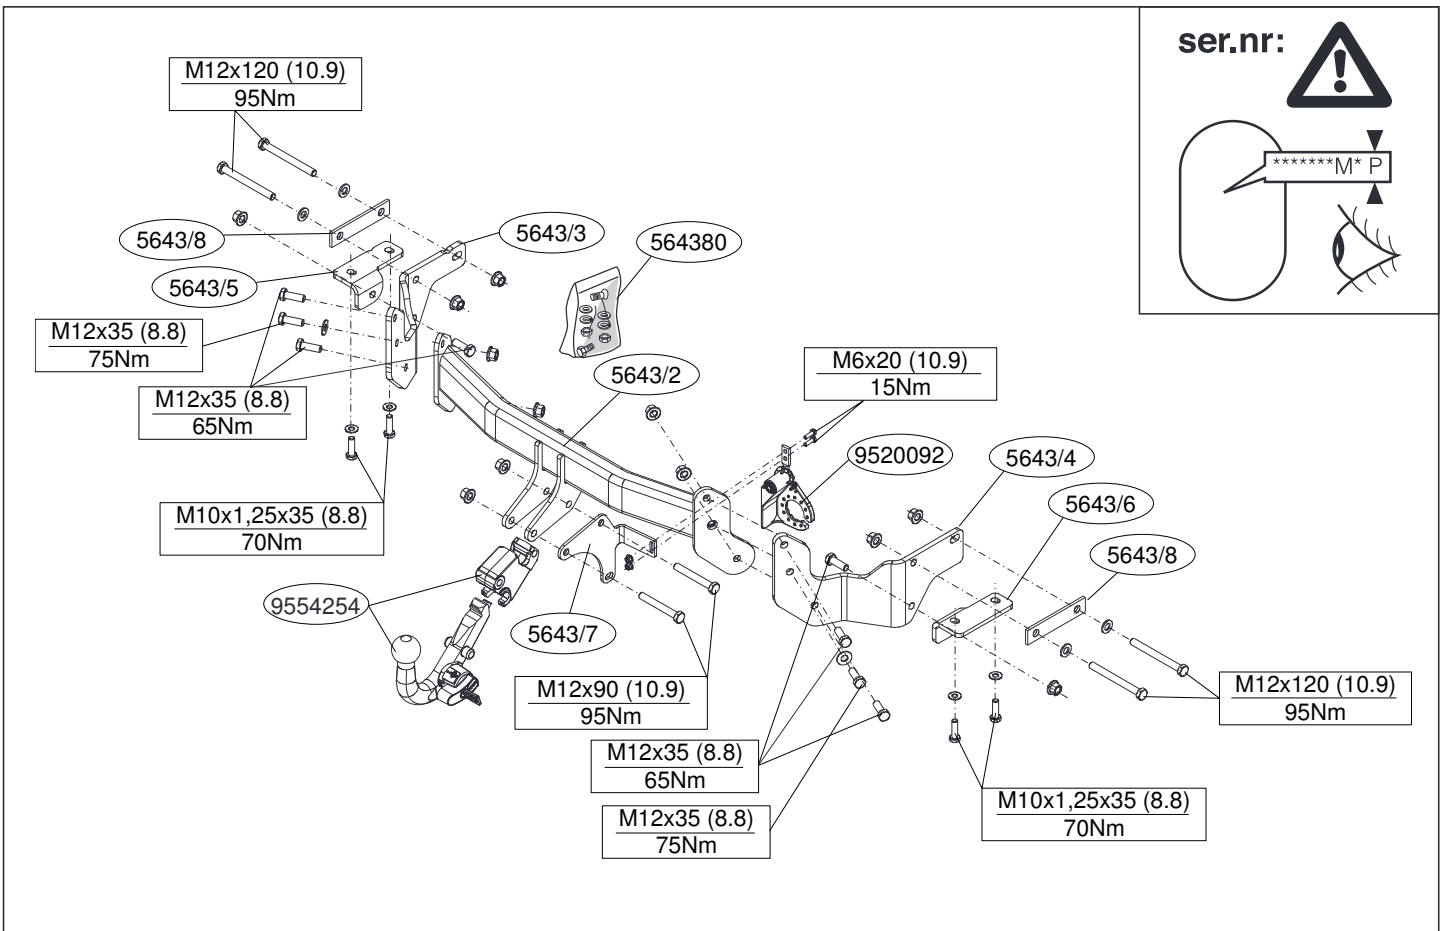 ser.nr:
*******M* P
M12x120 (10.9)
95Nm
5643/8
5643/3
564380
5643/5
M12x35 (8.8)
75Nm
M12x35 (8.8)
65Nm
5643/2
M6x20 (10.9)
15Nm
9520092
5643/4
5643/6
5643/8
M10x1,25x35 (8.8)
70Nm
9554254
5643/7
M12x90 (10.9)
95Nm
M12x120 (10.9)
95Nm
M12x35 (8.8)
65Nm
M10x1,25x35 (8.8)
70Nm
M12x35 (8.8)
75Nm